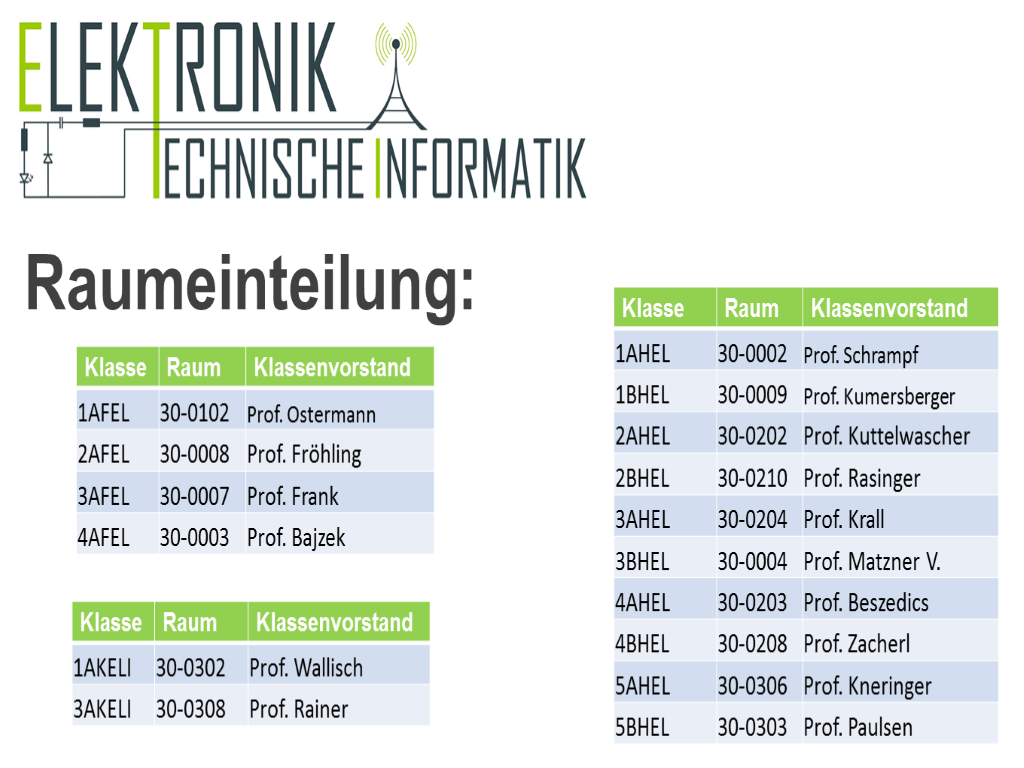 ELEKTRONIK
TECHNISCHE INFORMATIK
Raumeinteilung:
Klasse Raum Klassenvorstand
1AFEL 30-0102 Prof. Ostermann
2AFEL 30-0008 Prof. Fröhling
3AFEL 30-0007 Prof. Frank
4AFEL 30-0003 Prof. Bajzek
Klasse Raum Klassenvorstand
1AKELI 30-0302 Prof. Wallisch
3AKELI 30-0308 Prof. Rainer
Klasse Raum Klassenvorstand
1AHEL 30-0002 Prof. Schrampf
1BHEL 30-0009 Prof. Kumersberger
2AHEL 30-0202 Prof. Kuttelwascher
2BHEL 30-0210 Prof. Rasinger
3AHEL 30-0204 Prof. Krall
3BHEL 30-0004 Prof. Matzner V.
4AHEL 30-0203 Prof. Beszedics
4BHEL 30-0208 Prof. Zacherl
5AHEL 30-0306 Prof. Kneringer
5BHEL 30-0303 Prof. Paulsen